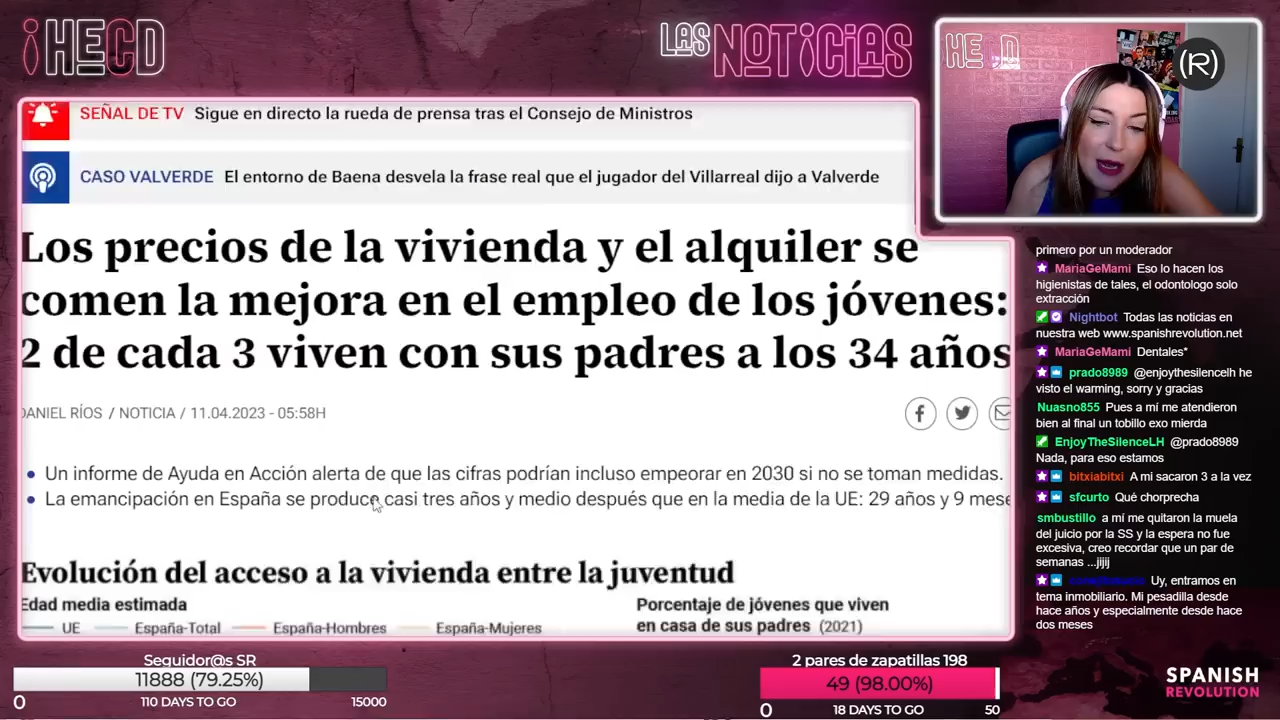 ¡HECD
LAS NOTICIAS
(R)
SEÑAL DE TV Sigue en directo la rueda de prensa tras el Consejo de Ministros
CASO VALVERDE El entorno de Baena desvela la frase real que el jugador del Villarreal dijo a Valverde
Los precios de la vivienda y el alquiler se
comen la mejora en el empleo de los jóvenes:
2 de cada 3 viven con sus padres a los 34 años
DANIEL RÍOS / NOTICIA / 11.04.2023 - 05:58H
• Un informe de Ayuda en Acción alerta de que las cifras podrían incluso empeorar en 2030 si no se toman medidas.
• La emancipación en España se produce casi tres años y medio después que en la media de la UE: 29 años y 9 mese
Evolución del acceso a la vivienda entre la juventud
Edad media estimada
UE España-Total España-Hombres España-Mujeres
Porcentaje de jóvenes que viven
en casa de sus padres (2021)
primero por un moderador
MariaGeMami Eso lo hacen los
higienistas de tales, el odontologo solo
extracción
Nightbot Todas las noticias en
nuestra web www.spanishrevolution.net
MariaGeMami Dentales*
prado8989 @enjoythesilencelh he
visto el warming, sorry y gracias
Nuasno855 Pues a mí me atendieron
bien al final un tobillo exo mierda
EnjoyTheSilenceLH @prado8989
Nada, para eso estamos
bitxiabitxi A mi sacaron 3 a la vez
sfcurto Qué chorprecha
smbustillo a mí me quitaron la muela
del juicio por la SS y la espera no fue
excesiva, creo recordar que un par de
semanas ...jijij
Uy, entramos en
tema inmobiliario. Mi pesadilla desde
hace años y especialmente desde hace
dos meses
Seguidor@s SR
11888 (79.25%)
0 110 DAYS TO GO 15000
2 pares de zapatillas 198
49 (98.00%)
0 18 DAYS TO GO 50
SPANISH
REVOLUTION